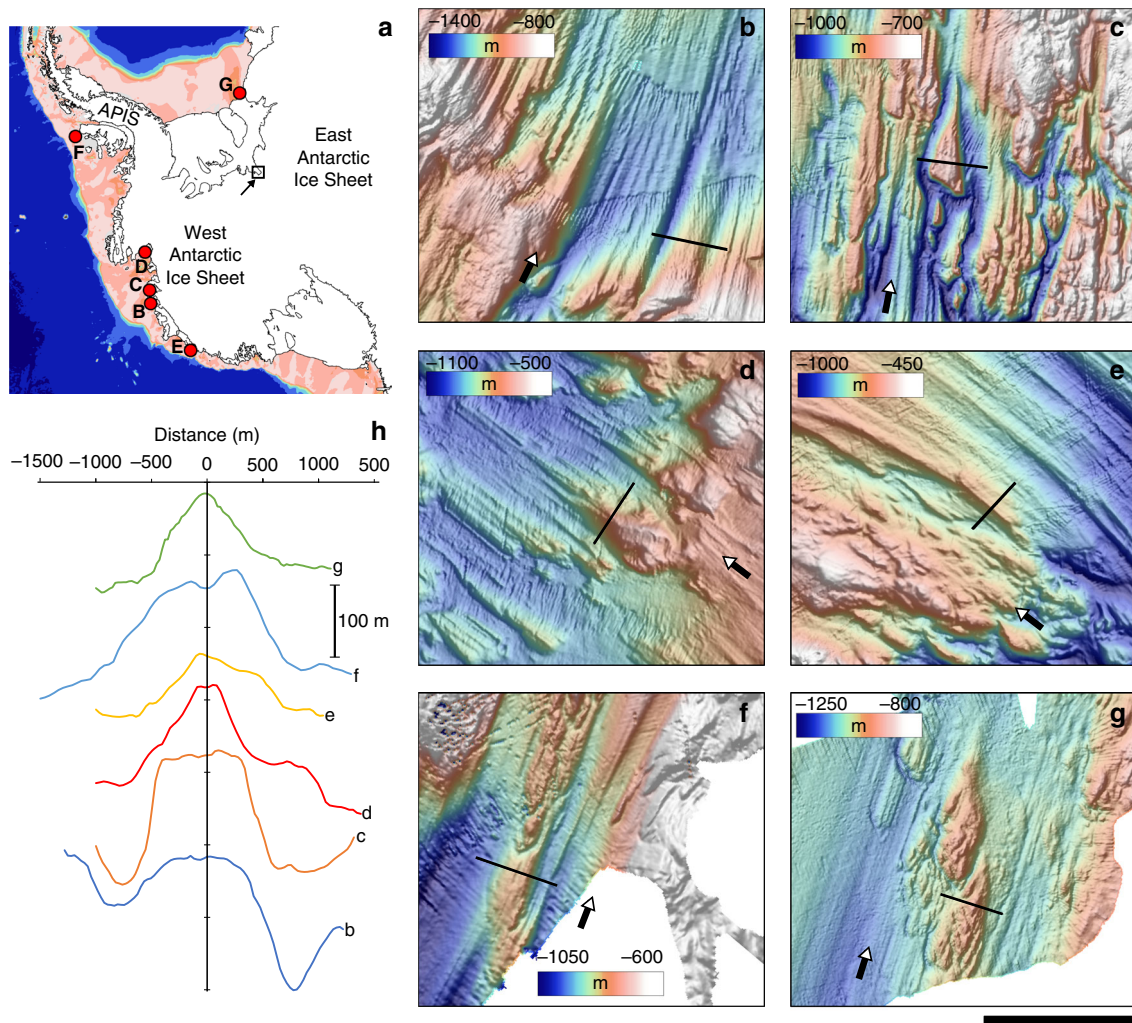 a
G
APIS
F
East
Antarctic
Ice Sheet
West
Antarctic
Ice Sheet
D
C
B
E
b
−1400 −800
m
c
−1000 −700
m
d
−1100 −500
m
e
−1000 −450
m
f
−1050 −600
m
g
−1250 −800
m
h
Distance (m)
−1500 −1000 −500 0 500 1000 500
g
100 m
f
e
d
c
b